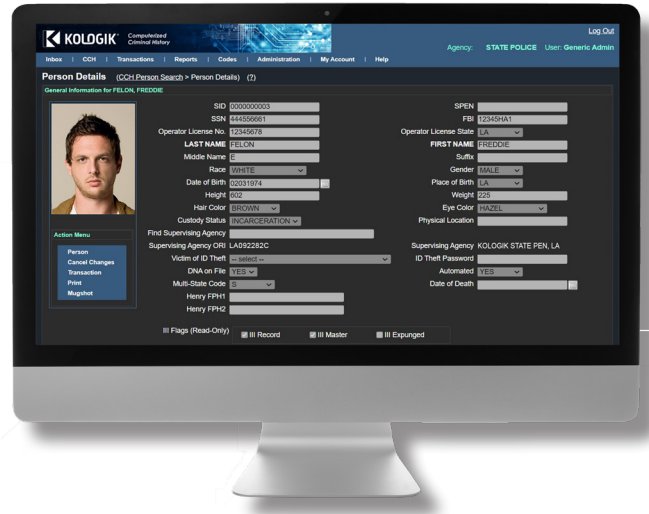 KOLOGIK Computerized Criminal History
Log Out
Agency: STATE POLICE User: Generic Admin
Inbox | CCH | Transactions | Reports | Codes | Administration | My Account | Help
Person Details (CCH Person Search > Person Details) (?)
General Information for FELON, FREDDIE
SID 0000000003 SPEN
SSN 444556661 FBI 12345HA1
Operator License No. 12345678 Operator License State LA
LAST NAME FELON FIRST NAME FREDDIE
Middle Name E Suffix
Race WHITE Gender MALE
Date of Birth 02031974 Place of Birth LA
Height 602 Weight 225
Hair Color BROWN Eye Color HAZEL
Custody Status INCARCERATION Physical Location
Find Supervising Agency
Supervising Agency ORI LA092282C Supervising Agency KOLOGIK STATE PEN, LA
Victim of ID Theft -- select -- ID Theft Password
DNA on File YES Automated YES
Multi-State Code S Date of Death
Henry FPH1
Henry FPH2
III Flags (Read-Only) III Record III Master III Expunged
Action Menu
Person
Cancel Changes
Transaction
Print
Mugshot